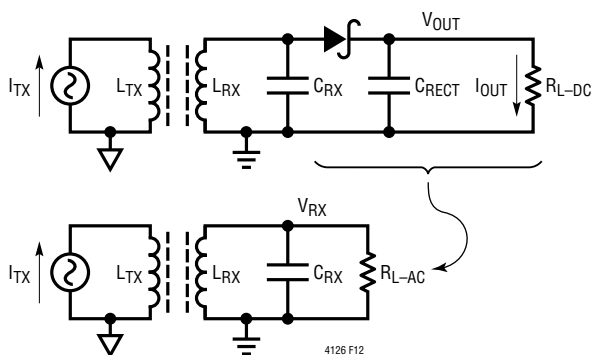 VOUT
ITX
LTX
LRX
CRX
CRECT
IOUT
RL–DC
VRX
ITX
LTX
LRX
CRX
RL–AC
4126 F12